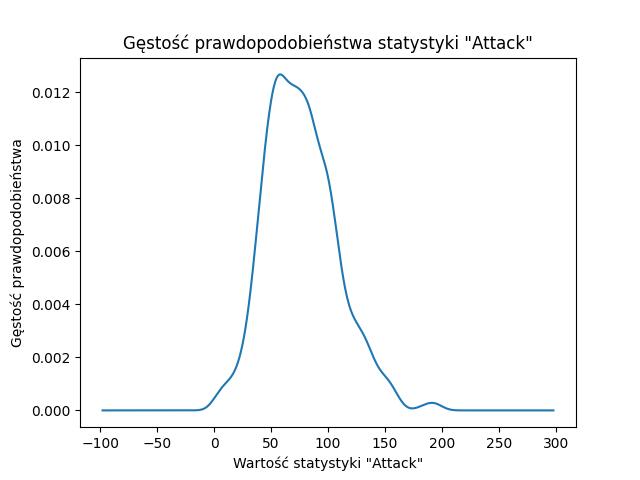 Gęstość prawdopodobieństwa statystyki "Attack"
Gęstość prawdopodobieństwa
0.012
0.010
0.008
0.006
0.004
0.002
0.000
−100 −50 0 50 100 150 200 250 300
Wartość statystyki "Attack"